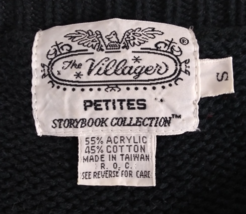 The Villager
PETITES
STORYBOOK COLLECTION™
S
55% ACRYLIC
45% COTTON
MADE IN TAIWAN
R. O. C.
SEE REVERSE FOR CARE